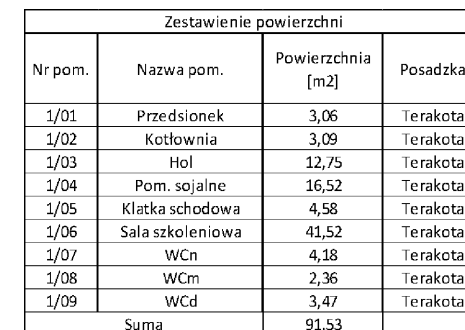 Zestawienie powierzchni
Nr pom. Nazwa pom. Powierzchnia [m2] Posadzka
1/01 Przedsionek 3,06 Terakota
1/02 Kotłownia 3,09 Terakota
1/03 Hol 12,75 Terakota
1/04 Pom. sojalne 16,52 Terakota
1/05 Klatka schodowa 4,58 Terakota
1/06 Sala szkoleniowa 41,52 Terakota
1/07 WCn 4,18 Terakota
1/08 WCm 2,36 Terakota
1/09 WCd 3,47 Terakota
Suma 91,53